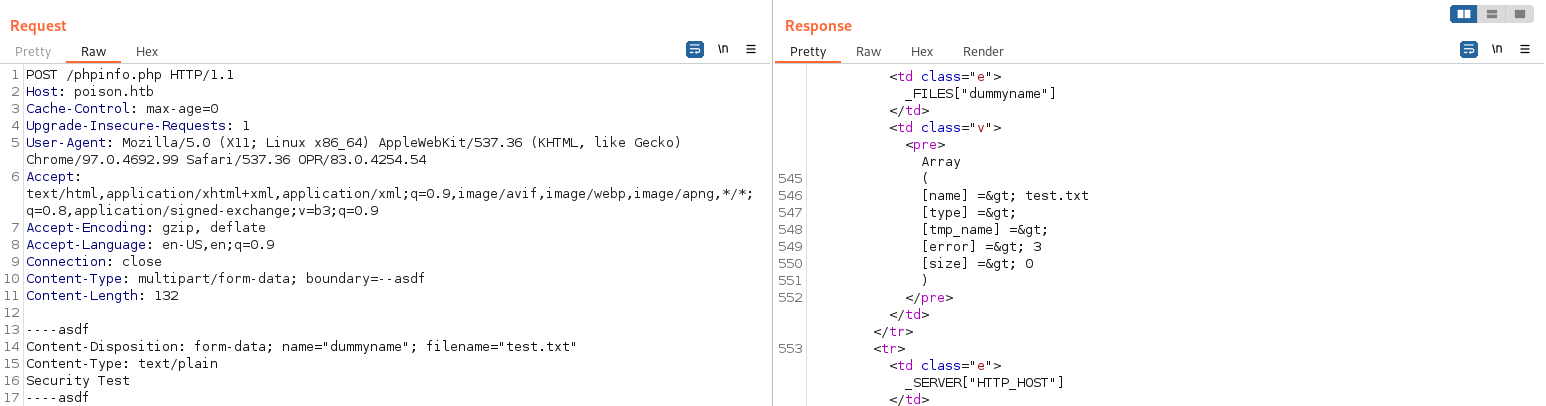 Request
Pretty Raw Hex \n
1 POST /phpinfo.php HTTP/1.1
2 Host: poison.htb
3 Cache-Control: max-age=0
4 Upgrade-Insecure-Requests: 1
5 User-Agent: Mozilla/5.0 (X11; Linux x86_64) AppleWebKit/537.36 (KHTML, like Gecko)
Chrome/97.0.4692.99 Safari/537.36 OPR/83.0.4254.54
6 Accept:
text/html,application/xhtml+xml,application/xml;q=0.9,image/avif,image/webp,image/apng,*/*;
q=0.8,application/signed-exchange;v=b3;q=0.9
7 Accept-Encoding: gzip, deflate
8 Accept-Language: en-US,en;q=0.9
9 Connection: close
10 Content-Type: multipart/form-data; boundary=--asdf
11 Content-Length: 132
12
13 ----asdf
14 Content-Disposition: form-data; name="dummyname"; filename="test.txt"
15 Content-Type: text/plain
16 Security Test
17 ----asdf
Response
Pretty Raw Hex Render \n
<td class="e">
_FILES["dummyname"]
</td>
<td class="v">
<pre>
Array
545 (
546 [name] =&gt; test.txt
547 [type] =&gt;
548 [tmp_name] =&gt;
549 [error] =&gt; 3
550 [size] =&gt; 0
551 )
552 </pre>
</td>
</tr>
553 <tr>
<td class="e">
_SERVER["HTTP_HOST"]
</td>